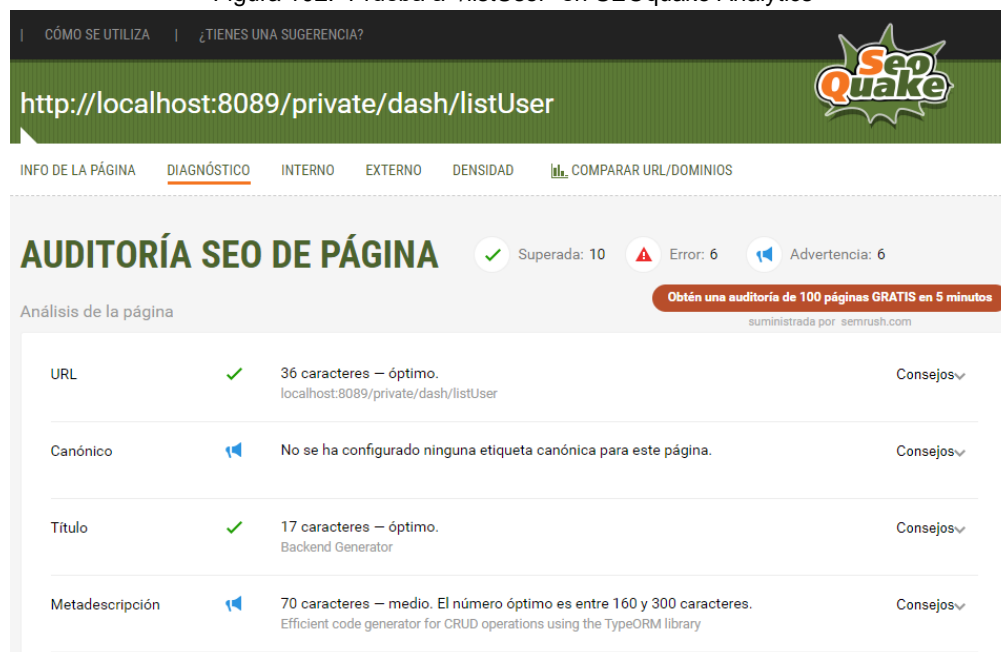 | CÓMO SE UTILIZA | ¿TIENES UNA SUGERENCIA?
Seo
Quake
http://localhost:8089/private/dash/listUser
INFO DE LA PÁGINA DIAGNÓSTICO INTERNO EXTERNO DENSIDAD COMPARAR URL/DOMINIOS
AUDITORÍA SEO DE PÁGINA Superada: 10 Error: 6 Advertencia: 6
Obtén una auditoría de 100 páginas GRATIS en 5 minutos
Análisis de la página
suministrada por semrush.com
URL 36 caracteres — óptimo. Consejos
localhost:8089/private/dash/listUser
Canónico No se ha configurado ninguna etiqueta canónica para este página. Consejos
Título 17 caracteres — óptimo. Consejos
Backend Generator
Metadescripción 70 caracteres — medio. El número óptimo es entre 160 y 300 caracteres. Consejos
Efficient code generator for CRUD operations using the TypeORM library